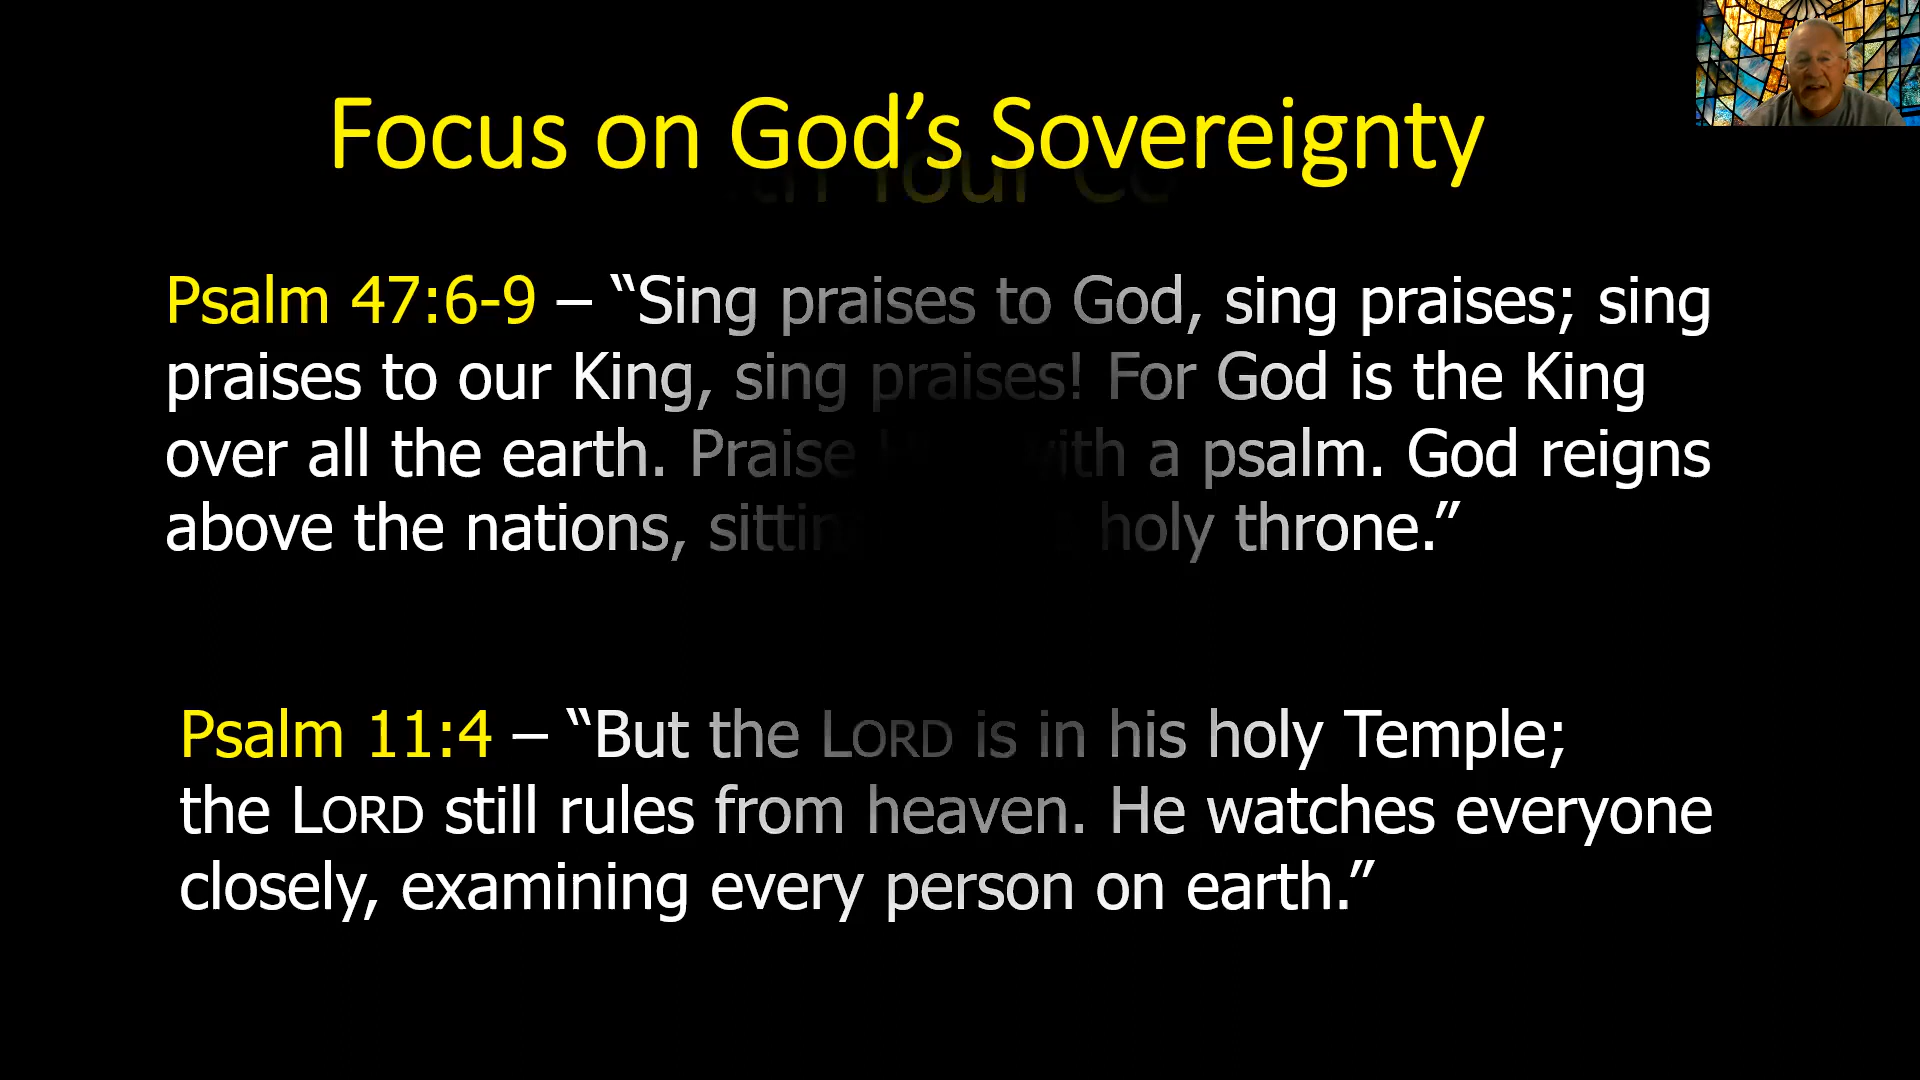 Focus on God’s Sovereignty
Your
Psalm 47:6-9 – “Sing praises to God, sing praises; sing
praises to our King, sing praises! For God is the King
over all the earth. Praise with a psalm. God reigns
above the nations, sitting holy throne.”
Psalm 11:4 – “But the LORD is in his holy Temple;
the LORD still rules from heaven. He watches everyone
closely, examining every person on earth.”